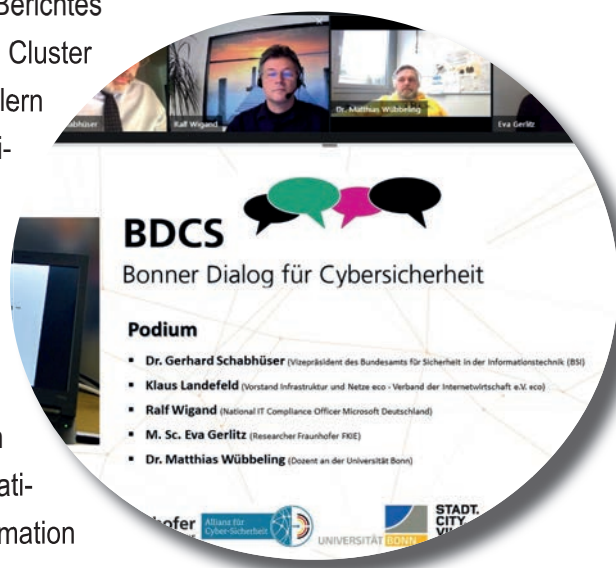 Berichtes
Cluster
lern
i-
abhüser
Ralf Wigand
Dr. Matthias Wübbeling
Eva Gerlitz
BDCS
Bonner Dialog für Cybersicherheit
Podium
▪ Dr. Gerhard Schabhüser (Vizepräsident des Bundesamts für Sicherheit in der Informationstechnik (BSI)
▪ Klaus Landefeld (Vorstand Infrastruktur und Netze eco - Verband der Internetwirtschaft e.V. eco)
▪ Ralf Wigand (National IT Compliance Officer Microsoft Deutschland)
▪ M. Sc. Eva Gerlitz (Researcher Fraunhofer FKIE)
▪ Dr. Matthias Wübbeling (Dozent an der Universität Bonn)
n
ati-
mation
hofer
Allianz für
Cyber-Sicherheit
UNIVERSITÄT BONN
STADT.
CITY.